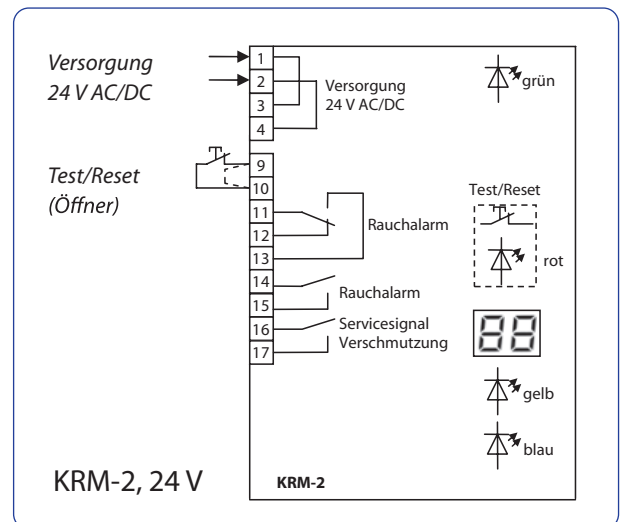 Versorgung
24 V AC/DC
1
2
3
4
Versorgung
24 V AC/DC
grün
Test/Reset
(Öffner)
9
10
11
12
13
14
15
16
17
Rauchalarm
Rauchalarm
Servicesignal
Verschmutzung
Test/Reset
rot
88
gelb
blau
KRM-2, 24 V
KRM-2